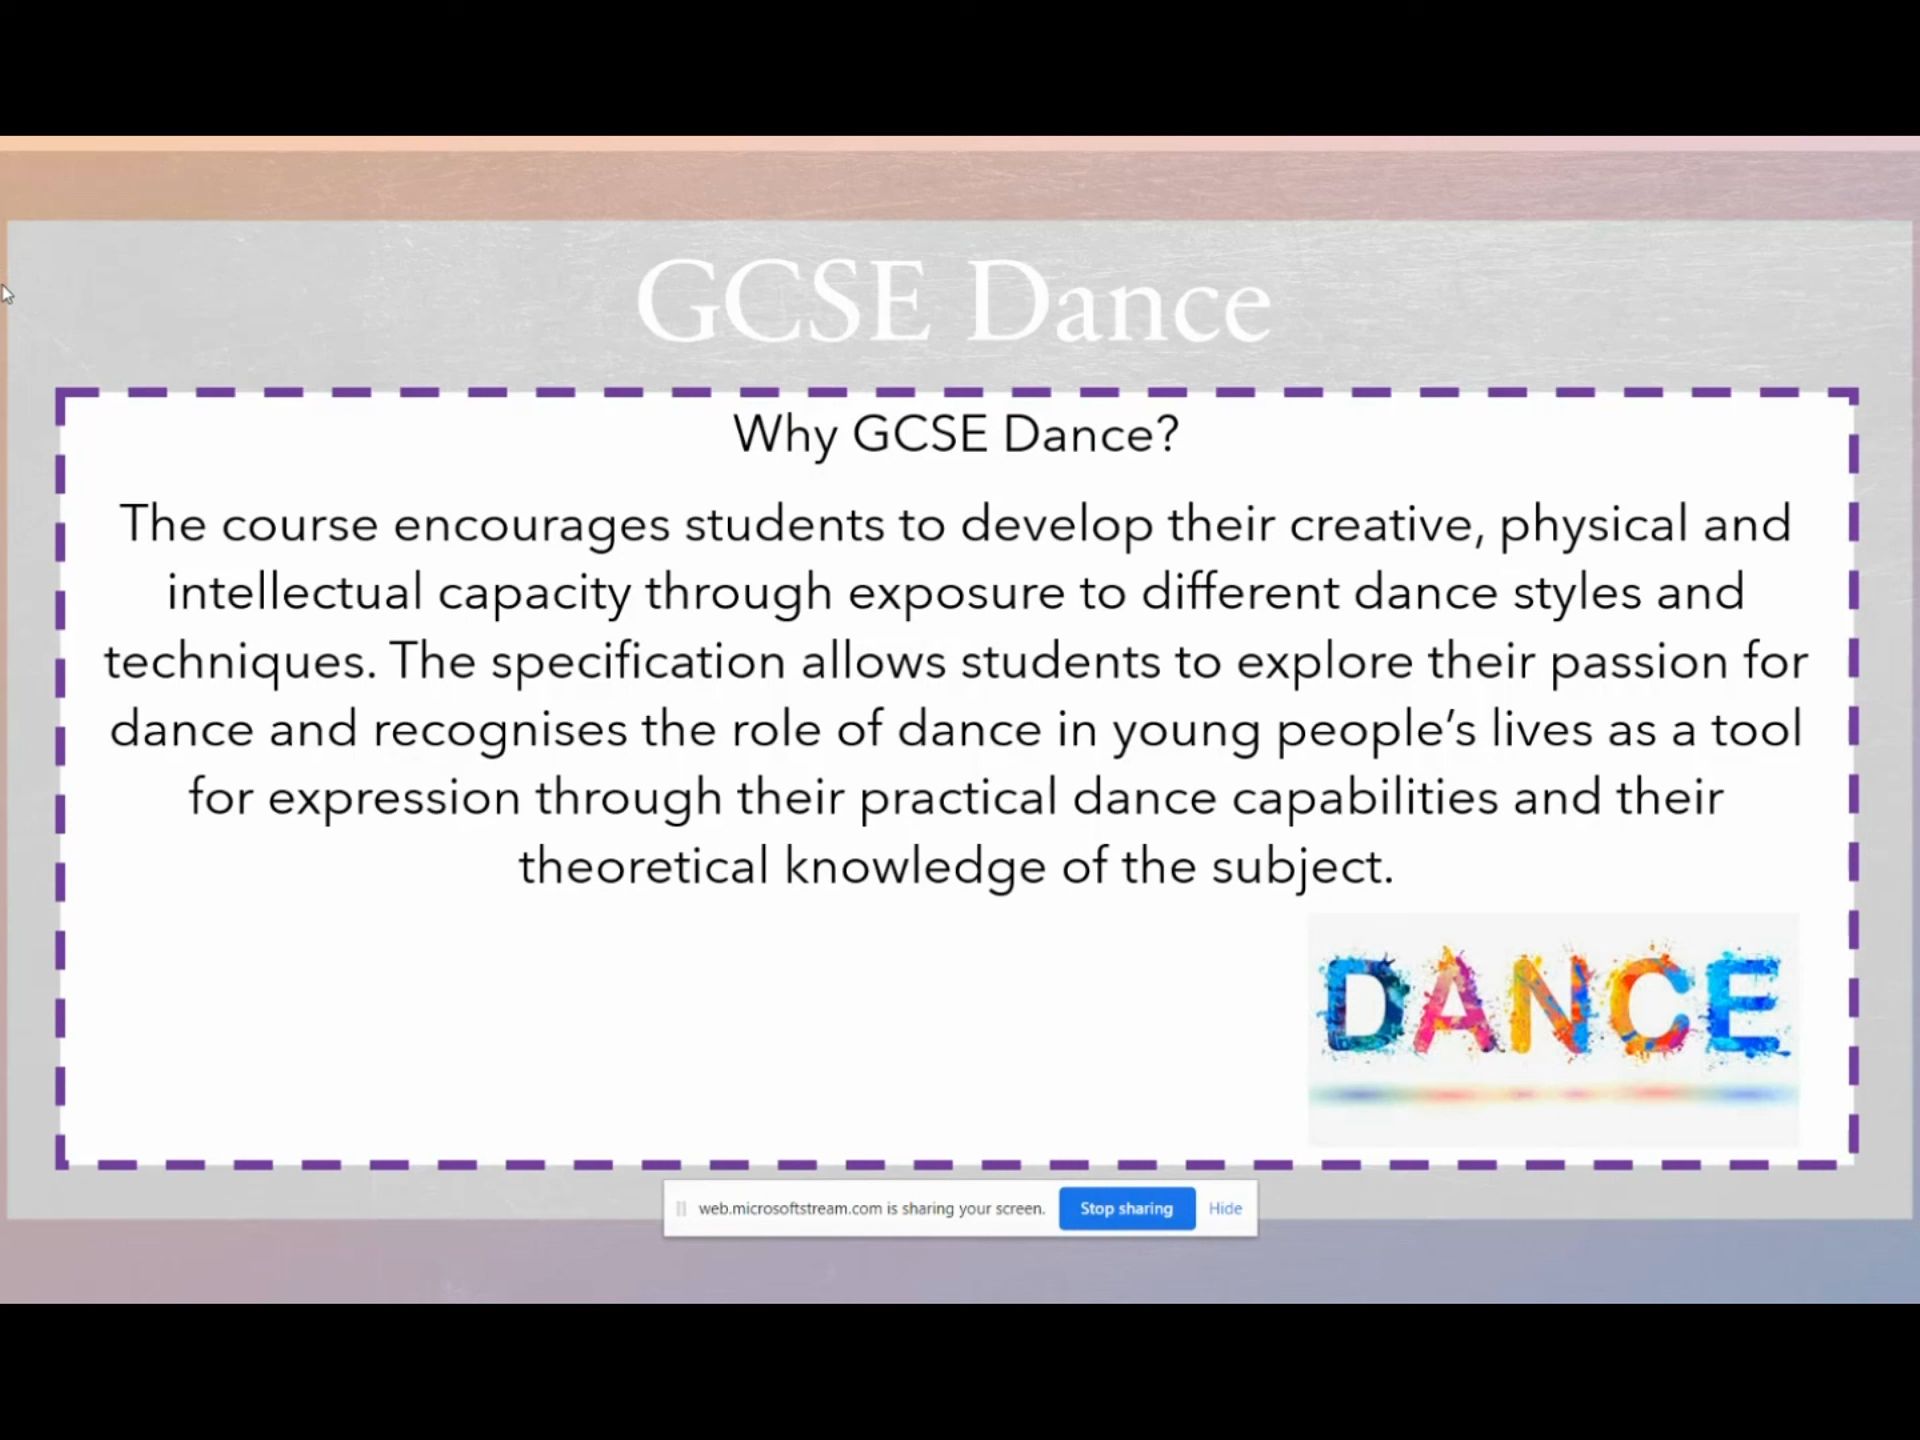 GCSE Dance
Why GCSE Dance?
The course encourages students to develop their creative, physical and
intellectual capacity through exposure to different dance styles and
techniques. The specification allows students to explore their passion for
dance and recognises the role of dance in young people’s lives as a tool
for expression through their practical dance capabilities and their
theoretical knowledge of the subject.
DANCE
web.microsoftstream.com is sharing your screen. Stop sharing Hide